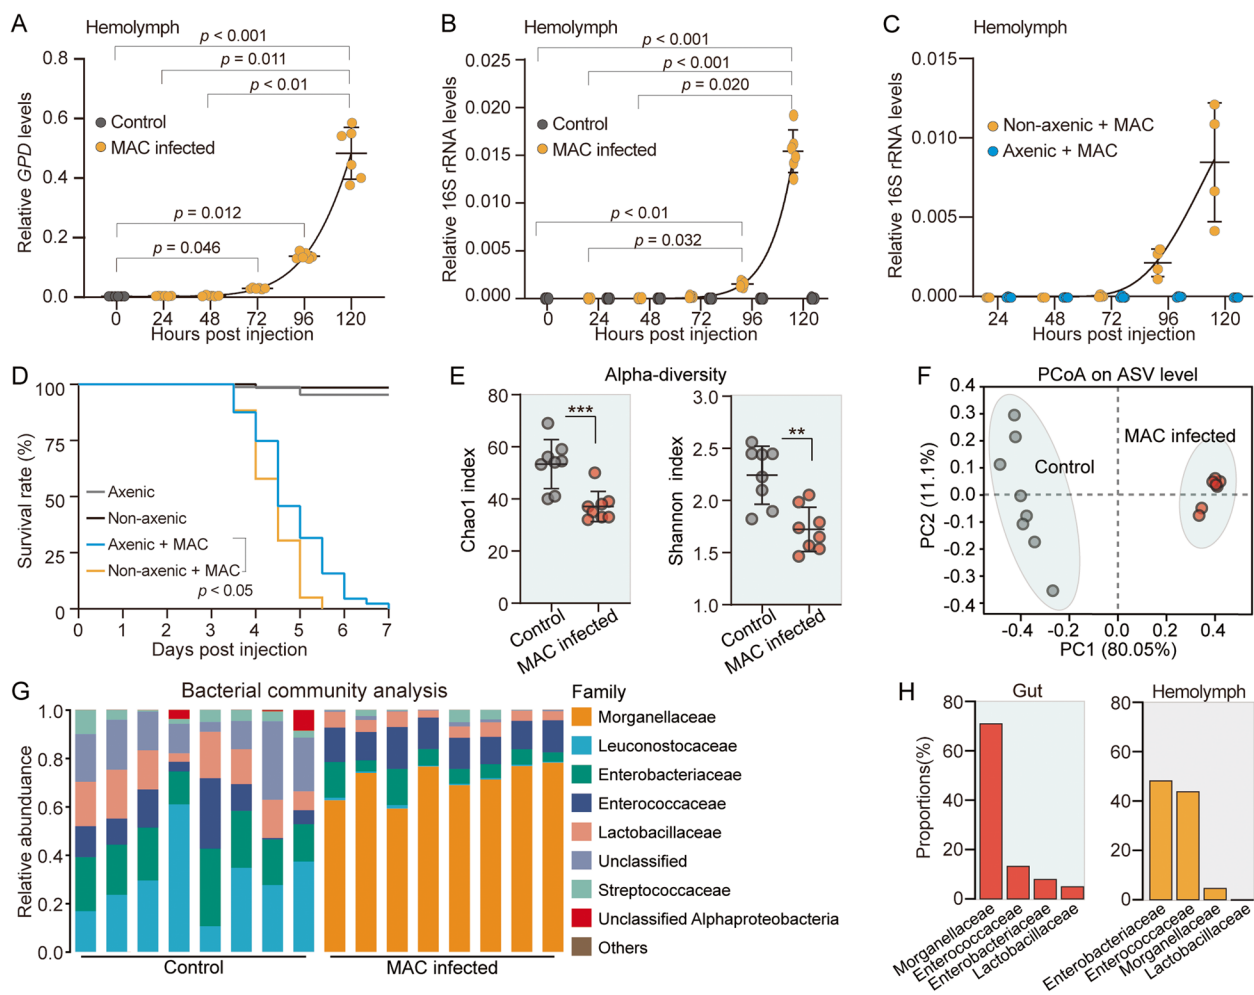 A
Hemolymph
p < 0.001
p = 0.011
p < 0.01
Control
MAC infected
p = 0.012
p = 0.046
Relative GPD levels
0.8
0.6
0.4
0.2
0.0
0 24 48 72 96 120
Hours post injection
B
Hemolymph
p < 0.001
p < 0.001
p = 0.020
Control
MAC infected
p < 0.01
p = 0.032
Relative 16S rRNA levels
0.025
0.020
0.015
0.010
0.005
0.000
0 24 48 72 96 120
Hours post injection
C
Hemolymph
Non-axenic + MAC
Axenic + MAC
Relative 16S rRNA levels
0.015
0.010
0.005
0.000
24 48 72 96 120
Hours post injection
D
Survival rate (%)
100
75
50
25
0
Axenic
Non-axenic
Axenic + MAC
Non-axenic + MAC
p < 0.05
0 1 2 3 4 5 6 7
Days post injection
E
Alpha-diversity
Chao1 index
80
60
40
20
0
***
Control
MAC infected
Shannon index
3.0
2.5
2.0
1.5
1.0
**
Control
MAC infected
F
PCoA on ASV level
PC2 (11.1%)
0.4
0.3
0.2
0.1
0.0
-0.1
-0.2
-0.3
-0.4
Control
MAC infected
-0.4 -0.2 0.0 0.2 0.4
PC1 (80.05%)
G
Bacterial community analysis
Relative abundance
1.0
0.8
0.6
0.4
0.2
0.0
Control
MAC infected
Family
Morganellaceae
Leuconostocaceae
Enterobacteriaceae
Enterococcaceae
Lactobacillaceae
Unclassified
Streptococcaceae
Unclassified Alphaproteobacteria
Others
H
Gut
Proportions(%)
80
60
40
20
0
Morganellaceae
Enterococcaceae
Enterobacteriaceae
Lactobacillaceae
Hemolymph
80
60
40
20
0
Enterobacteriaceae
Enterococcaceae
Morganellaceae
Lactobacillaceae